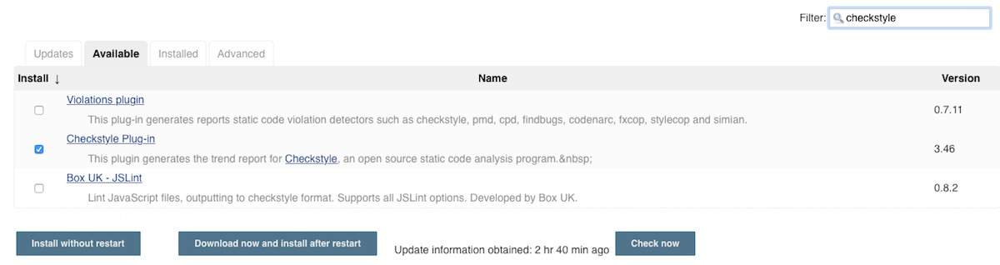 Filter: checkstyle
Updates Available Installed Advanced
Install ↓ Name Version
Violations plugin
This plug-in generates reports static code violation detectors such as checkstyle, pmd, cpd, findbugs, codenarc, fxcop, stylecop and simian.
0.7.11
Checkstyle Plug-in
This plugin generates the trend report for Checkstyle, an open source static code analysis program.&nbsp;
3.46
Box UK - JSLint
Lint JavaScript files, outputting to checkstyle format. Supports all JSLint options. Developed by Box UK.
0.8.2
Install without restart Download now and install after restart Update information obtained: 2 hr 40 min ago Check now